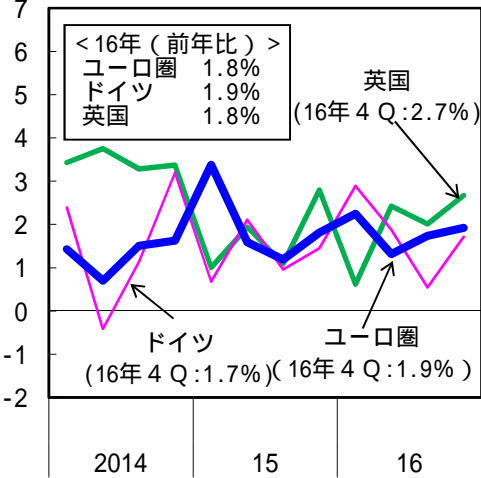 7
6
5
4
3
2
1
0
-1
-2
<16年(前年比)>
ユーロ圏 1.8%
ドイツ 1.9%
英国 1.8%
英国
(16年4Q:2.7%)
ドイツ
(16年4Q:1.7%)
ユーロ圏
(16年4Q:1.9%)
2014 15 16